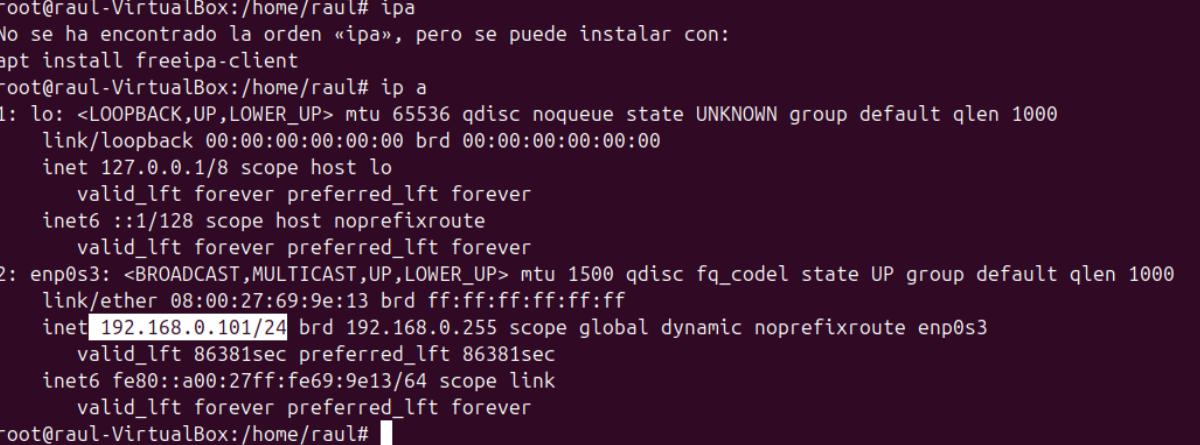 root@raul-VirtualBox:/home/raul# ipa
No se ha encontrado la orden «ipa», pero se puede instalar con:
apt install freeipa-client
root@raul-VirtualBox:/home/raul# ip a
1: lo: <LOOPBACK,UP,LOWER_UP> mtu 65536 qdisc noqueue state UNKNOWN group default qlen 1000
    link/loopback 00:00:00:00:00:00 brd 00:00:00:00:00:00
    inet 127.0.0.1/8 scope host lo
       valid_lft forever preferred_lft forever
    inet6 ::1/128 scope host noprefixroute
       valid_lft forever preferred_lft forever
2: enp0s3: <BROADCAST,MULTICAST,UP,LOWER_UP> mtu 1500 qdisc fq_codel state UP group default qlen 1000
    link/ether 08:00:27:69:9e:13 brd ff:ff:ff:ff:ff:ff
    inet 192.168.0.101/24 brd 192.168.0.255 scope global dynamic noprefixroute enp0s3
       valid_lft 86381sec preferred_lft 86381sec
    inet6 fe80::a00:27ff:fe69:9e13/64 scope link
       valid_lft forever preferred_lft forever
root@raul-VirtualBox:/home/raul#